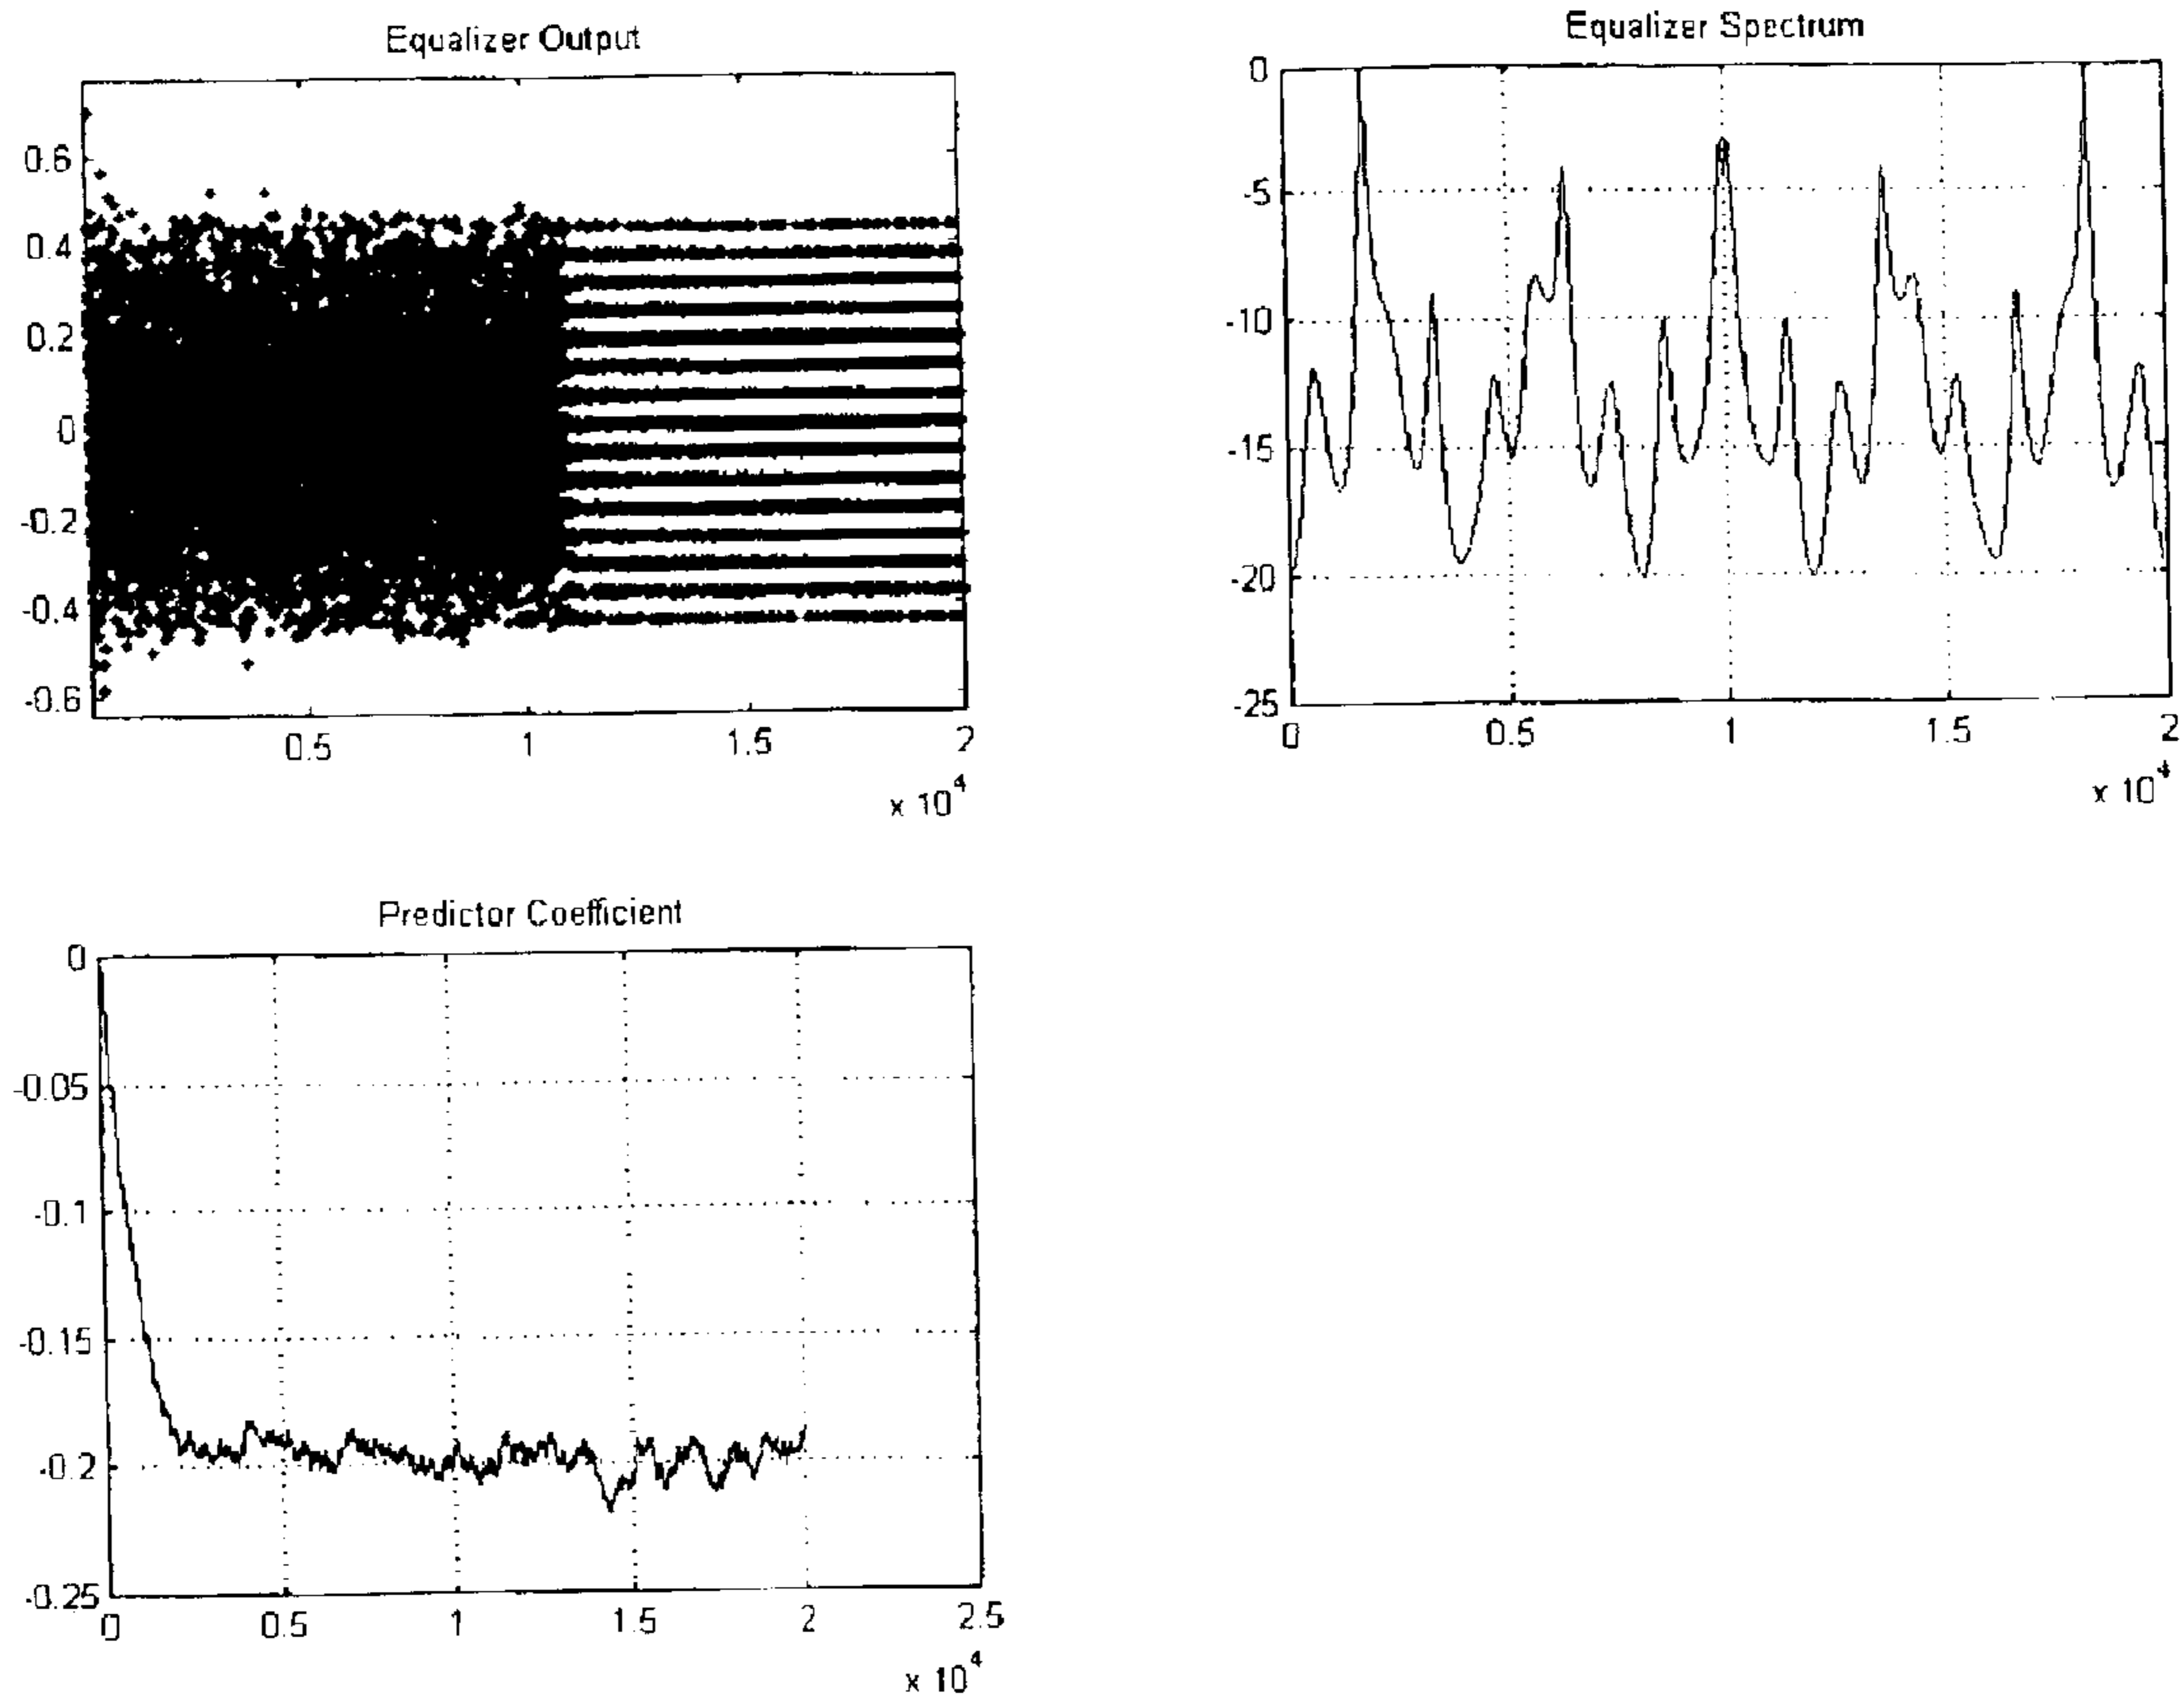 Equalizer Output
0.6
0.4
0.2
0
-0.2
-0.4
-0.6
0.5 1 1.5 2
x 10^4
Equalizer Spectrum
0
-5
-10
-15
-20
-25
0 0.5 1 1.5 2
x 10^4
Predictor Coefficient
0
-0.05
-0.1
-0.15
-0.2
-0.25
0 0.5 1 1.5 2 2.5
x 10^4